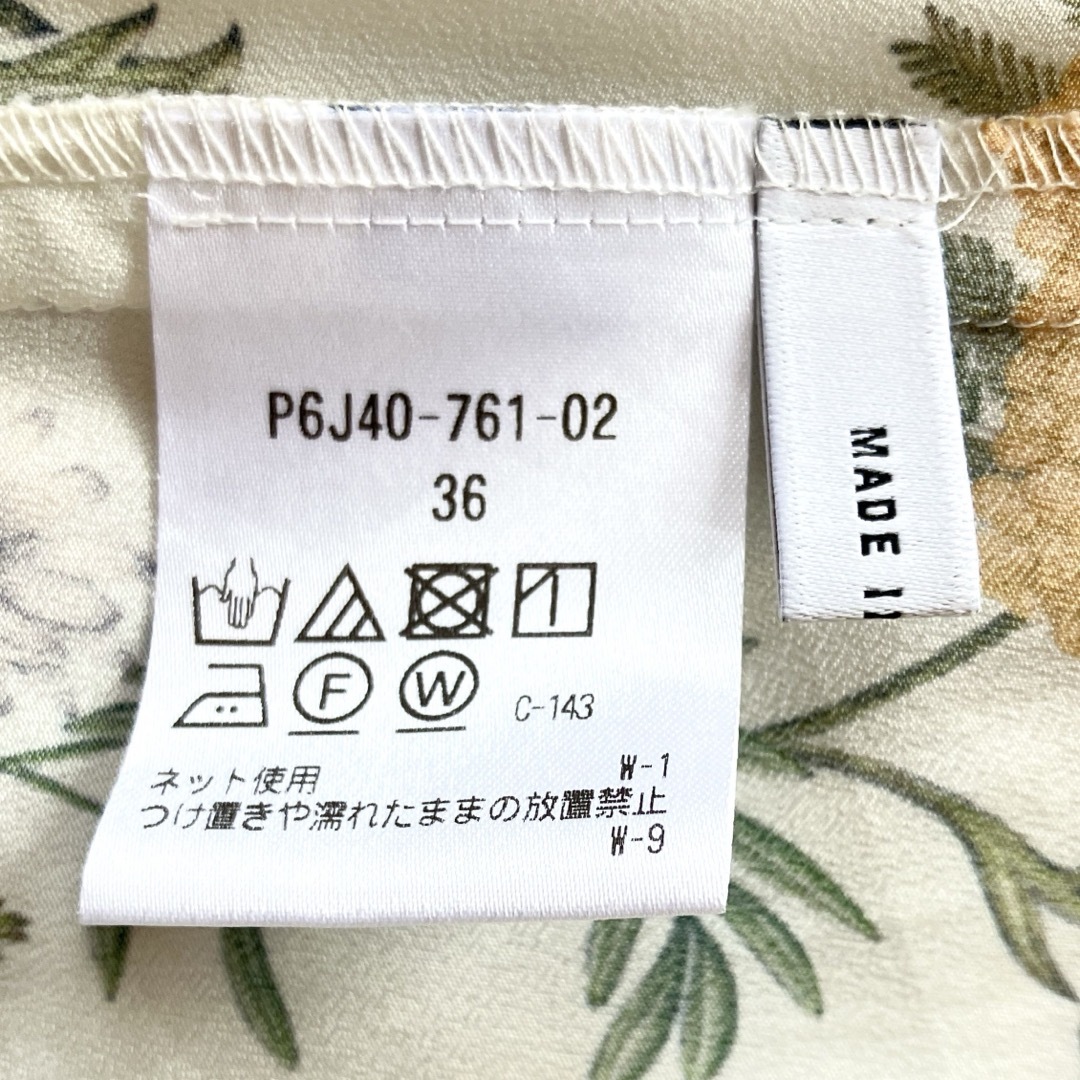 P6J40-761-02
36
F W C-143
ネット使用 W-1
つけ置きや濡れたままの放置禁止
W-9
MADE